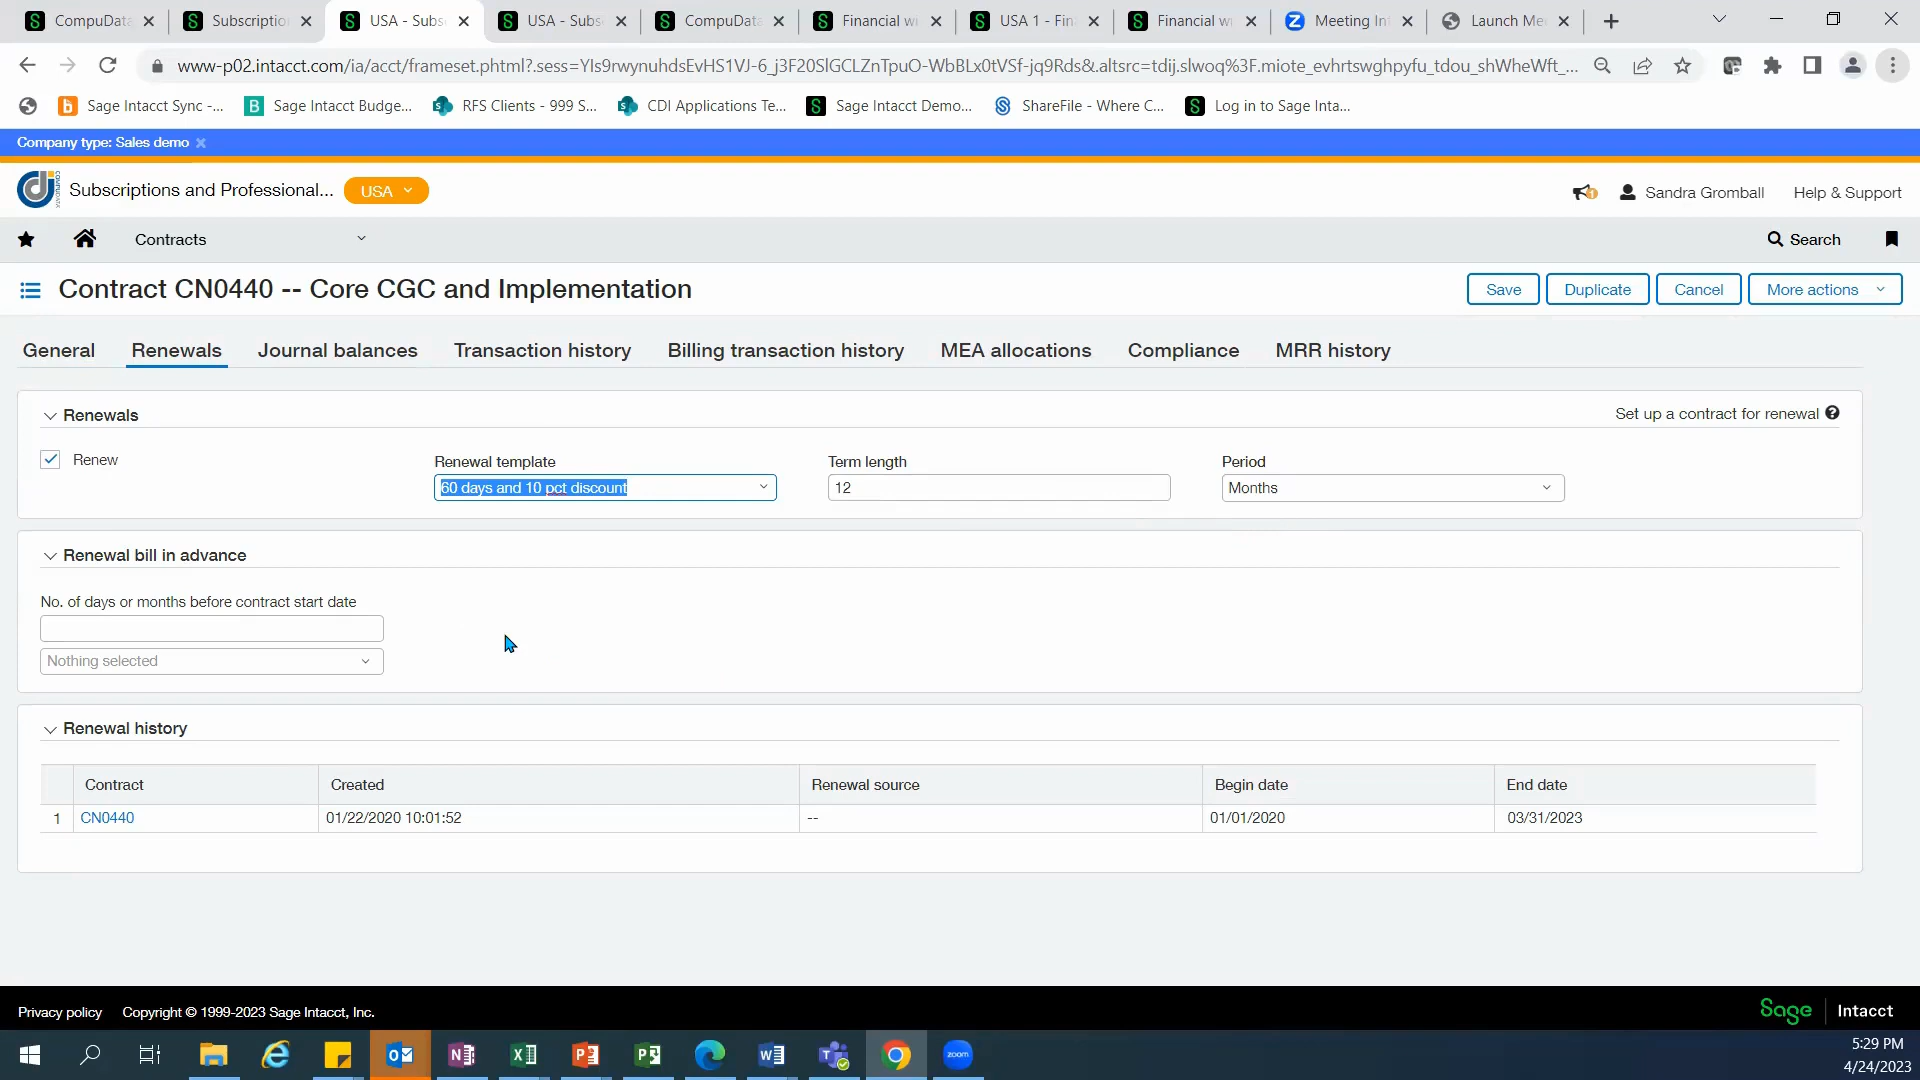 CompuData
Subscription
USA - Subs
USA - Subs
CompuData
Financial w
USA 1 - Fin
Financial w
Meeting In
Launch Me
www-p02.intacct.com/ia/acct/frameset.phtml?.sess=YIs9rwynuhdsEvHS1VJ-6_j3F20SlGCLZnTpuO-WbBLx0tVSf-jq9Rds&.altsrc=tdij.slwoq%3F.miote_evhrtswghpyfu_tdou_shWheWft_...
Sage Intacct Sync -...
Sage Intacct Budge...
RFS Clients - 999 S...
CDI Applications Te...
Sage Intacct Demo...
ShareFile - Where C...
Log in to Sage Inta...
Company type: Sales demo
Subscriptions and Professional... USA
Sandra Gromball
Help & Support
Contracts
Search
Contract CN0440 -- Core CGC and Implementation
Save
Duplicate
Cancel
More actions
General
Renewals
Journal balances
Transaction history
Billing transaction history
MEA allocations
Compliance
MRR history
Renewals
Set up a contract for renewal
Renew
Renewal template
Term length
Period
60 days and 10 pct discount
12
Months
Renewal bill in advance
No. of days or months before contract start date
Nothing selected
Renewal history
Contract Created Renewal source Begin date End date
1 CN0440 01/22/2020 10:01:52 -- 01/01/2020 03/31/2023
Privacy policy
Copyright © 1999-2023 Sage Intacct, Inc.
Sage Intacct
zoom
5:29 PM
4/24/2023